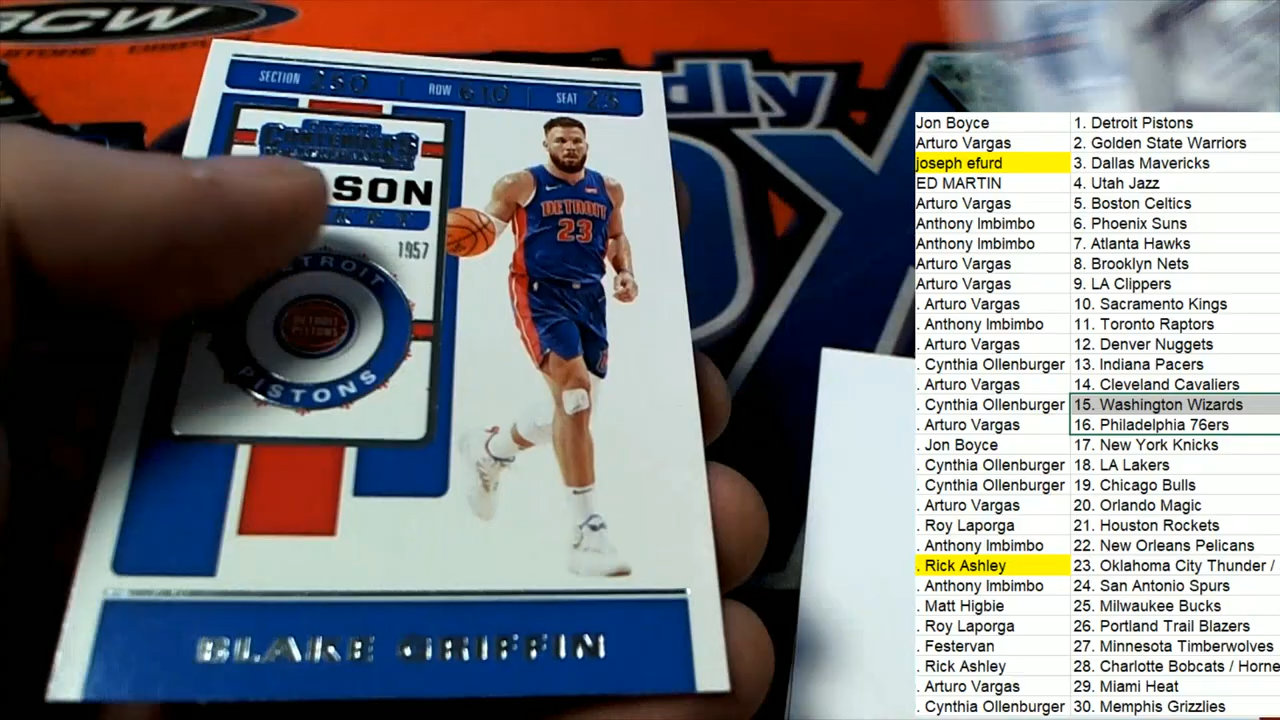 BCW
SECTION 230 | ROW 610 | SEAT 23
CONTENDERS
SON
1957
DETROIT
DETROIT
PISTONS
PISTONS
DETROIT
23
BLAKE GRIFFIN
dly
Jon Boyce 1. Detroit Pistons
Arturo Vargas 2. Golden State Warriors
joseph efurd 3. Dallas Mavericks
ED MARTIN 4. Utah Jazz
Arturo Vargas 5. Boston Celtics
Anthony Imbimbo 6. Phoenix Suns
Anthony Imbimbo 7. Atlanta Hawks
Arturo Vargas 8. Brooklyn Nets
Arturo Vargas 9. LA Clippers
. Arturo Vargas 10. Sacramento Kings
. Anthony Imbimbo 11. Toronto Raptors
. Arturo Vargas 12. Denver Nuggets
. Cynthia Ollenburger 13. Indiana Pacers
. Arturo Vargas 14. Cleveland Cavaliers
. Cynthia Ollenburger 15. Washington Wizards
. Arturo Vargas 16. Philadelphia 76ers
. Jon Boyce 17. New York Knicks
. Cynthia Ollenburger 18. LA Lakers
. Cynthia Ollenburger 19. Chicago Bulls
. Arturo Vargas 20. Orlando Magic
. Roy Laporga 21. Houston Rockets
. Anthony Imbimbo 22. New Orleans Pelicans
. Rick Ashley 23. Oklahoma City Thunder /
. Anthony Imbimbo 24. San Antonio Spurs
. Matt Higbie 25. Milwaukee Bucks
. Roy Laporga 26. Portland Trail Blazers
. Festervan 27. Minnesota Timberwolves
. Rick Ashley 28. Charlotte Bobcats / Horne
. Arturo Vargas 29. Miami Heat
. Cynthia Ollenburger 30. Memphis Grizzlies